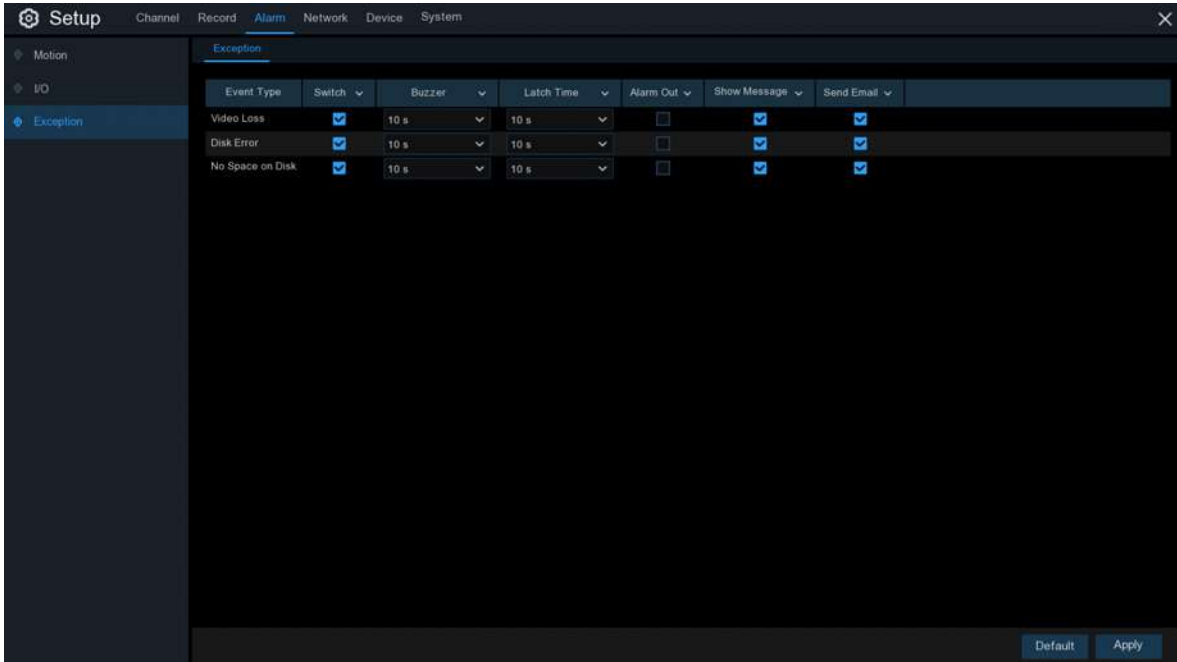 Setup Channel Record Alarm Network Device System
Motion
I/O
Exception
Exception
Event Type Switch Buzzer Latch Time Alarm Out Show Message Send Email
Video Loss 10 s 10 s
Disk Error 10 s 10 s
No Space on Disk 10 s 10 s
Default Apply